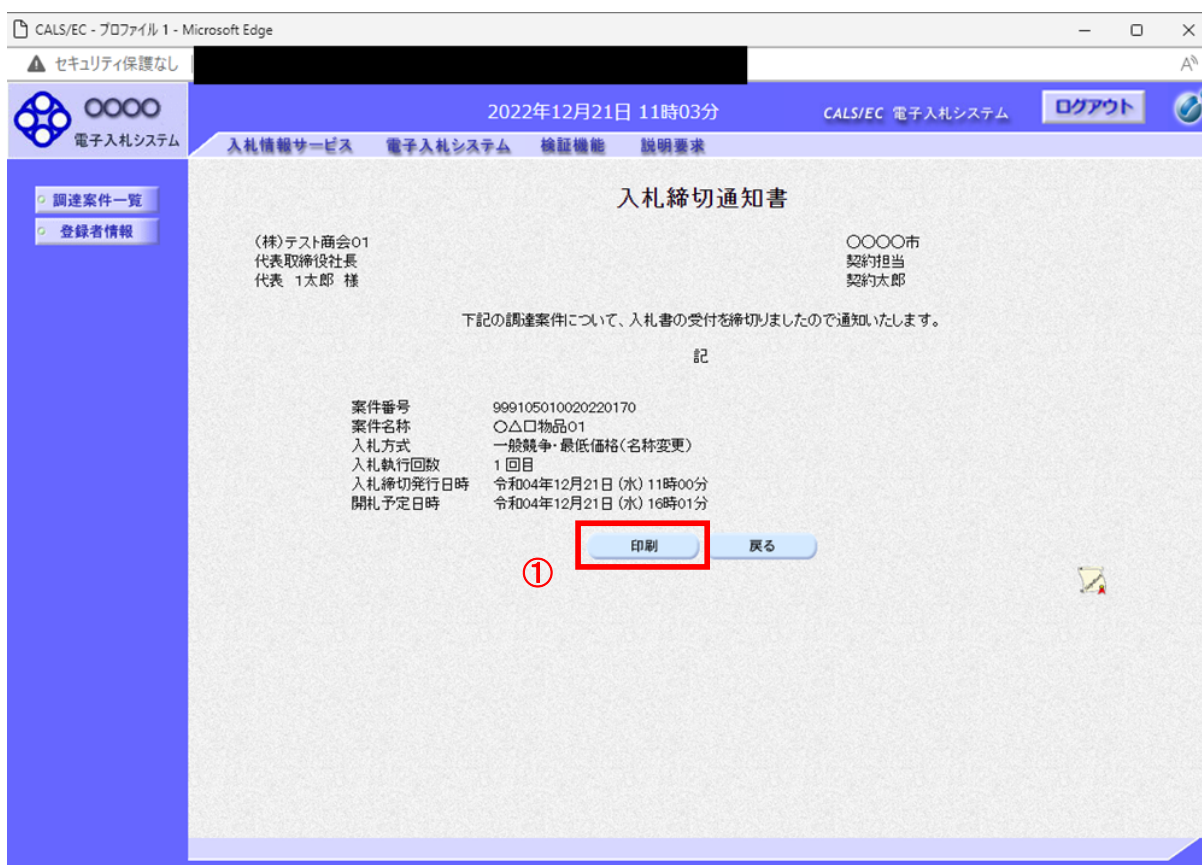 CALS/EC - プロファイル 1 - Microsoft Edge
セキュリティ保護なし
○○○○
電子入札システム
2022年12月21日 11時03分
CALS/EC 電子入札システム
ログアウト
入札情報サービス 電子入札システム 検証機能 説明要求
調達案件一覧
登録者情報
入札締切通知書
(株)テスト商会01
代表取締役社長
代表 1太郎 様
○○○○市
契約担当
契約太郎
下記の調達案件について、入札書の受付を締切りましたので通知いたします。
記
案件番号 999105010020220170
案件名称 ○△口物品01
入札方式 一般競争・最低価格(名称変更)
入札執行回数 1回目
入札締切発行日時 令和04年12月21日(水)11時00分
開札予定日時 令和04年12月21日(水)16時01分
印刷 戻る
①